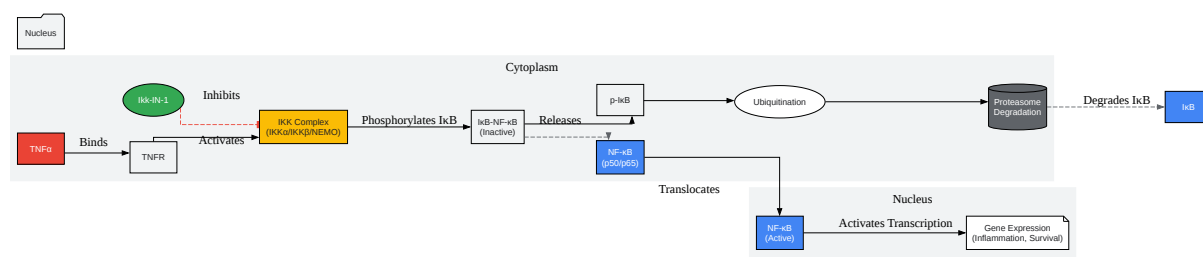 Nucleus
Cytoplasm
Ikk-IN-1
Inhibits
TNFα
Binds
TNFR
Activates
IKK Complex
(IKKα/IKKβ/NEMO)
Phosphorylates IκB
IκB-NF-κB
(Inactive)
Releases
p-IκB
NF-κB
(p50/p65)
Ubiquitination
Proteasome
Degradation
Degrades IκB
IκB
Translocates
Nucleus
NF-κB
(Active)
Activates Transcription
Gene Expression
(Inflammation, Survival)